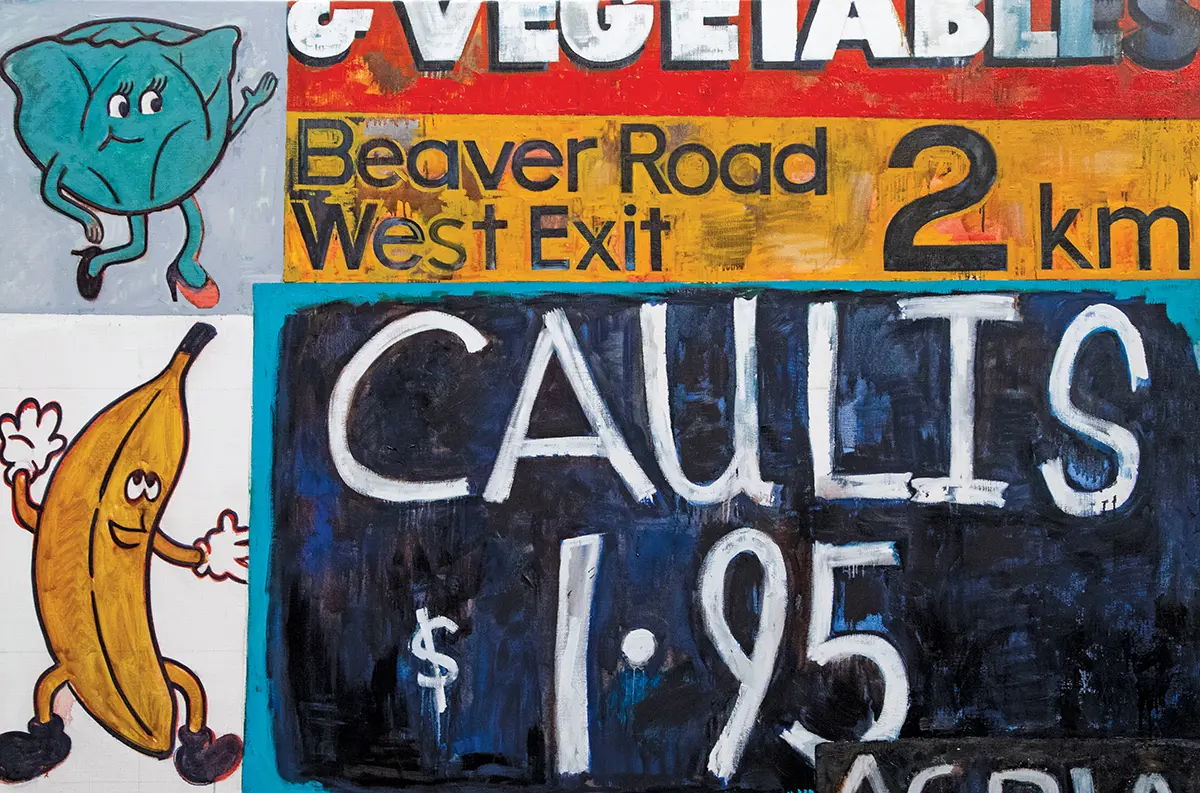 & VEGETABLES
Beaver Road
West Exit
2 km
CAULIS
$ 1.95